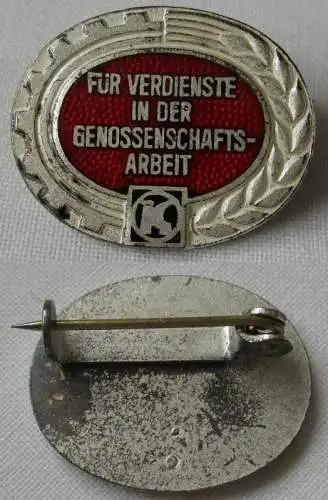 FÜR VERDIENSTE
IN DER
GENOSSENSCHAFTS-
ARBEIT
K